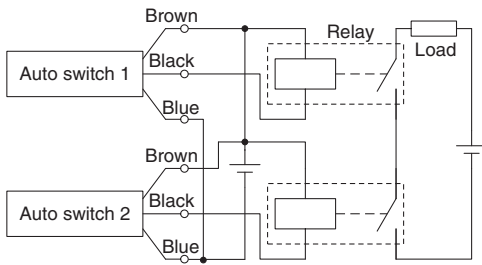 Brown
Relay
Load
Auto switch 1
Black
Blue
Brown
Auto switch 2
Black
Blue